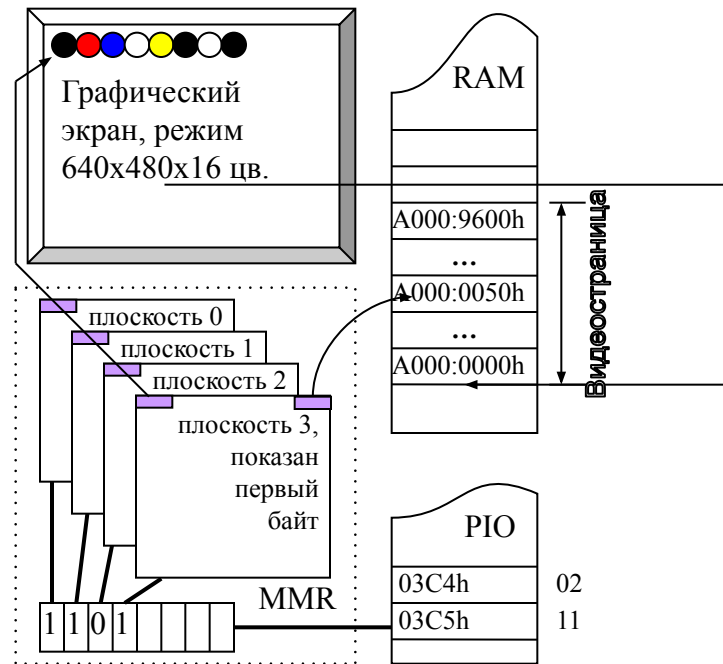 Графический
экран, режим
640x480x16 цв.
RAM
A000:9600h
...
A000:0050h
...
A000:0000h
Видеостраница
плоскость 0
плоскость 1
плоскость 2
плоскость 3,
показан
первый
байт
MMR
1 1 0 1
PIO
03C4h 02
03C5h 11